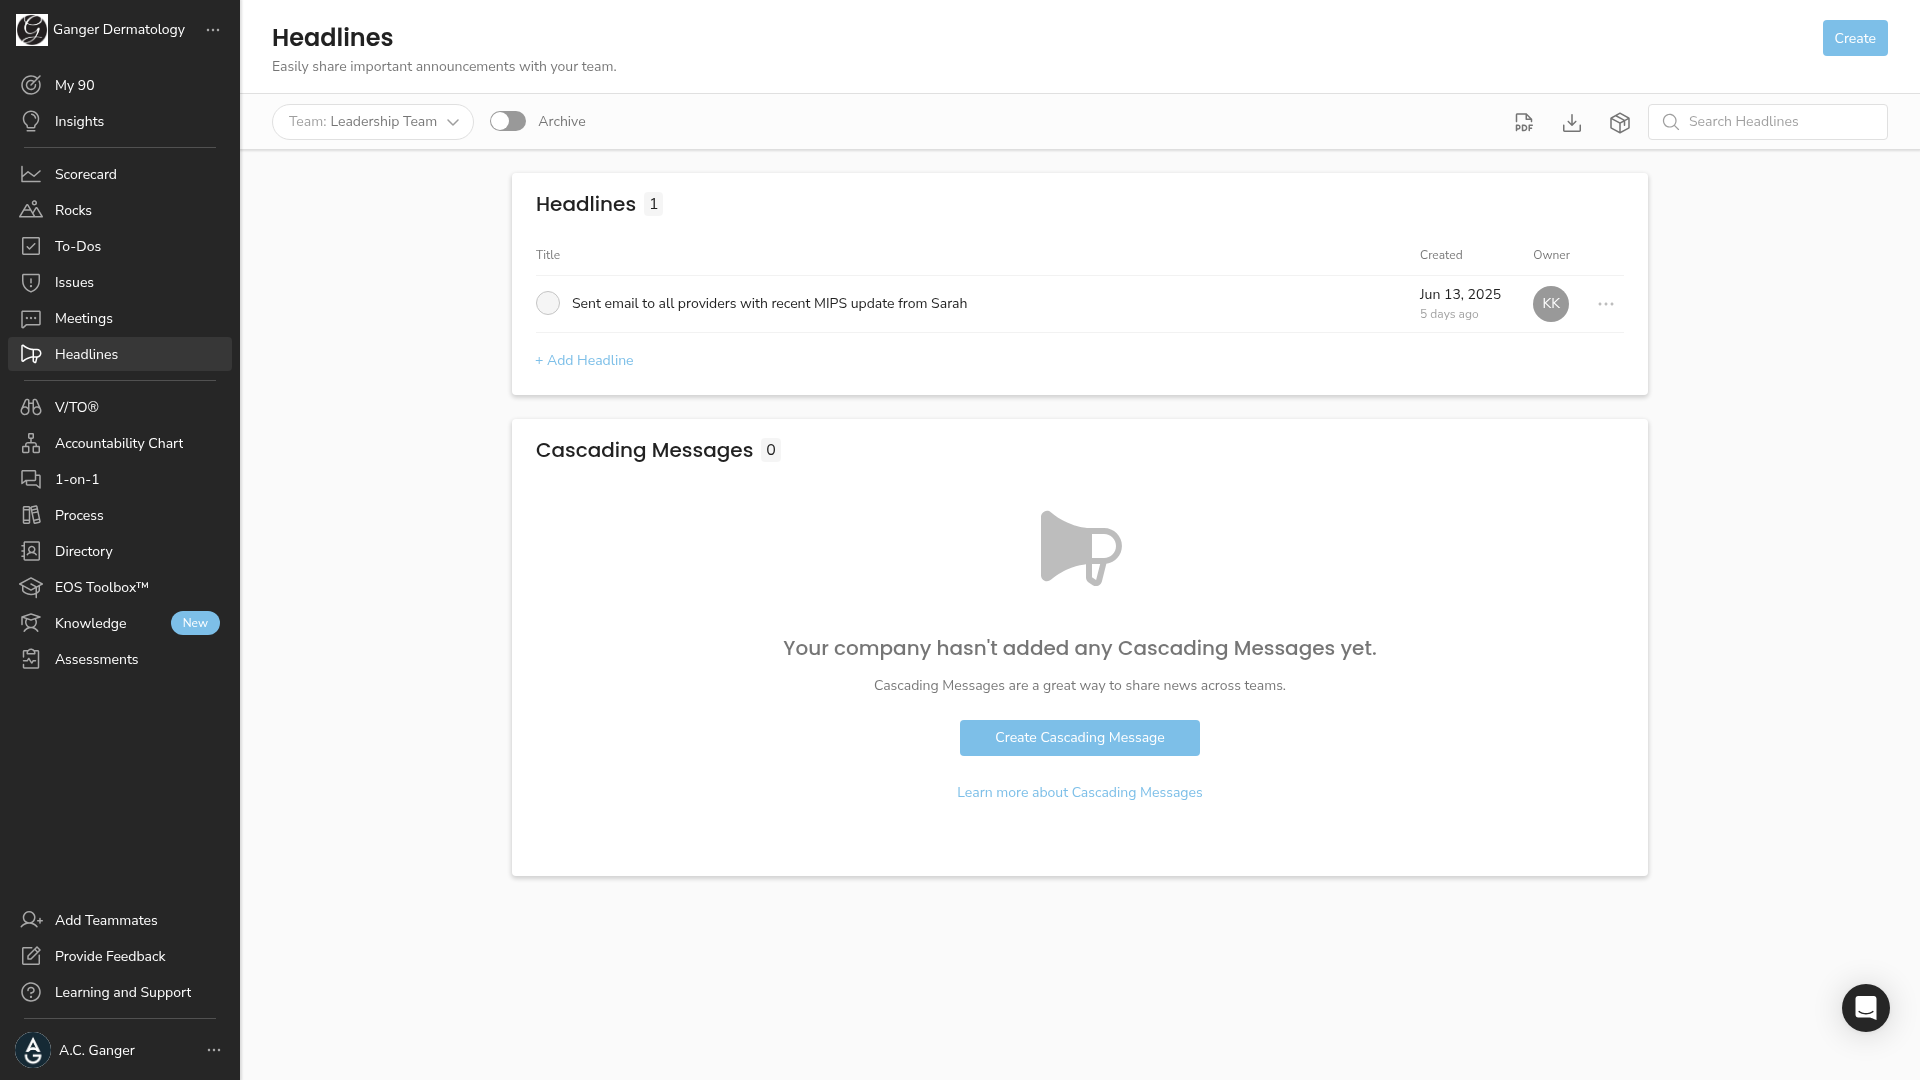 Ganger Dermatology
My 90
Insights
Scorecard
Rocks
To-Dos
Issues
Meetings
Headlines
V/TO®
Accountability Chart
1-on-1
Process
Directory
EOS Toolbox™
Knowledge New
Assessments
Add Teammates
Provide Feedback
Learning and Support
AG A.C. Ganger
Headlines
Create
Easily share important announcements with your team.
Team: Leadership Team
Archive
PDF
Search Headlines
Headlines 1
Title Created Owner
Sent email to all providers with recent MIPS update from Sarah Jun 13, 2025 KK
5 days ago
+ Add Headline
Cascading Messages 0
Your company hasn't added any Cascading Messages yet.
Cascading Messages are a great way to share news across teams.
Create Cascading Message
Learn more about Cascading Messages